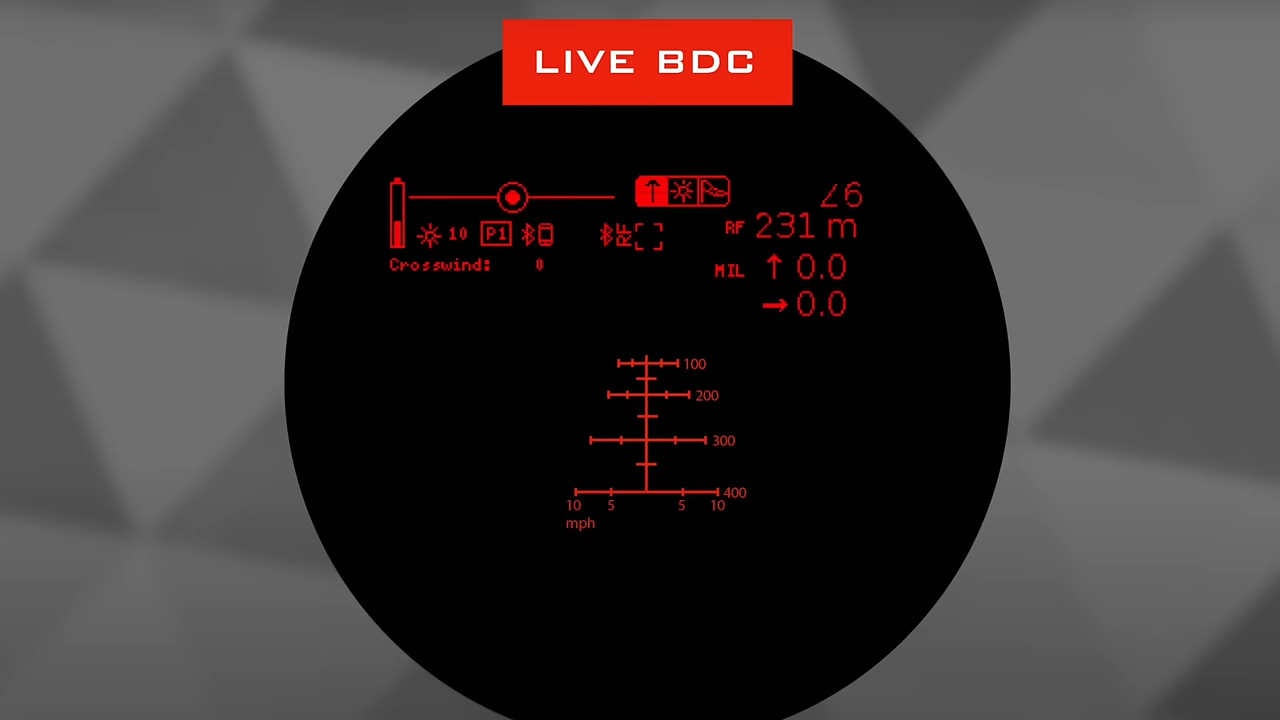 LIVE BDC
∠6
10 P1
RF 231 m
Crosswind: 0
MIL ↑ 0.0
→ 0.0
100
200
300
400
10 5 5 10
mph